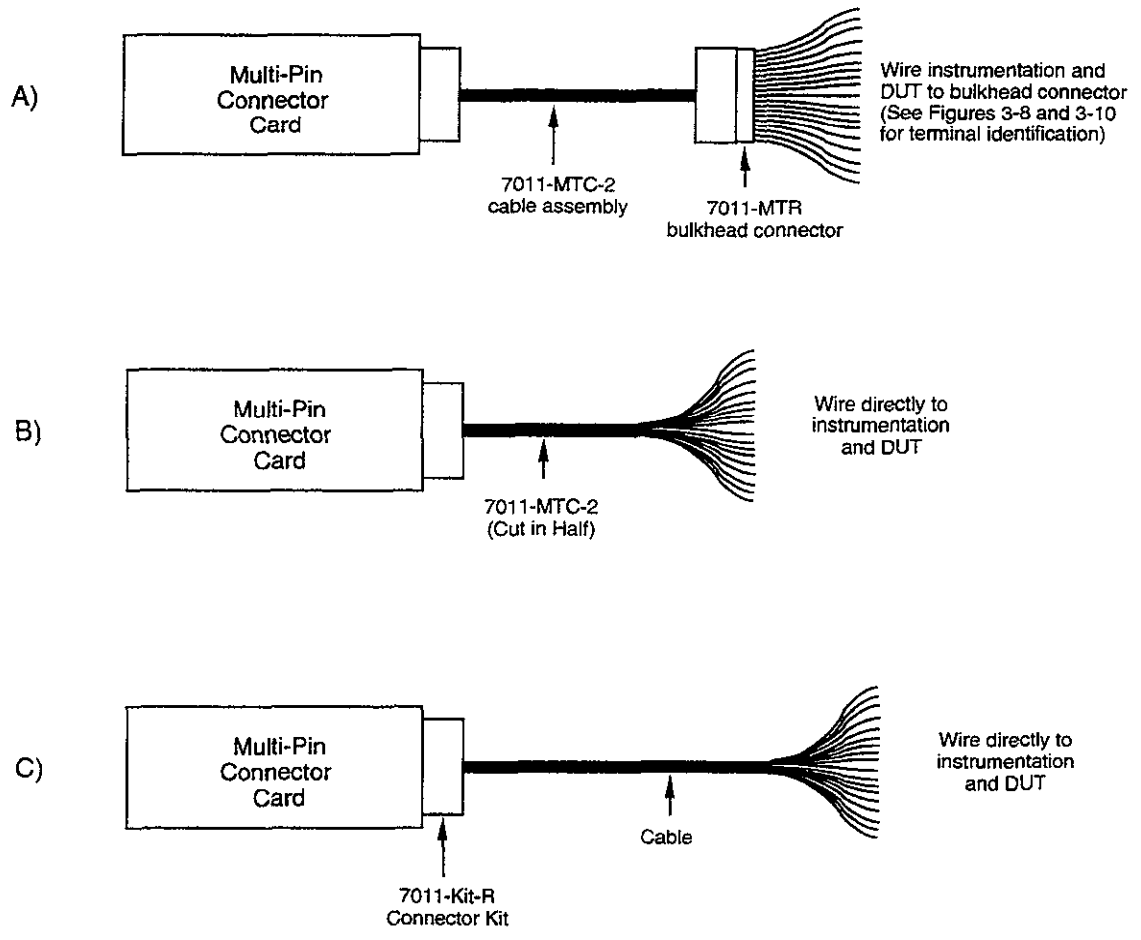 A)
Multi-Pin
Connector
Card
7011-MTC-2
cable assembly
7011-MTR
bulkhead connector
Wire instrumentation and
DUT to bulkhead connector
(See Figures 3-8 and 3-10
for terminal identification)
B)
Multi-Pin
Connector
Card
7011-MTC-2
(Cut in Half)
Wire directly to
instrumentation
and DUT
C)
Multi-Pin
Connector
Card
7011-Kit-R
Connector Kit
Cable
Wire directly to
instrumentation
and DUT